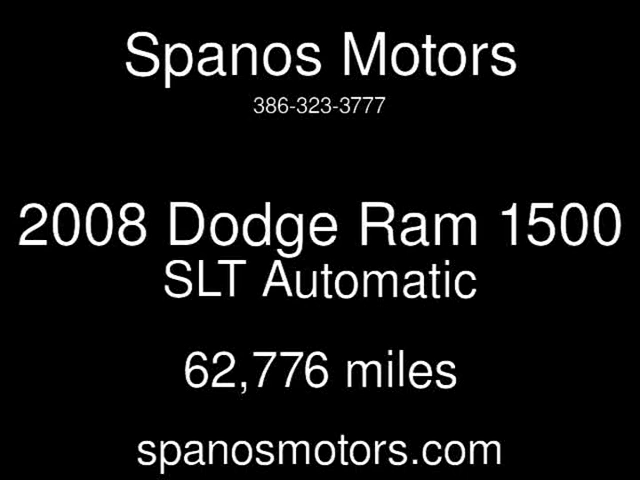 Spanos Motors
386-323-3777
2008 Dodge Ram 1500
SLT Automatic
62,776 miles
spanosmotors.com